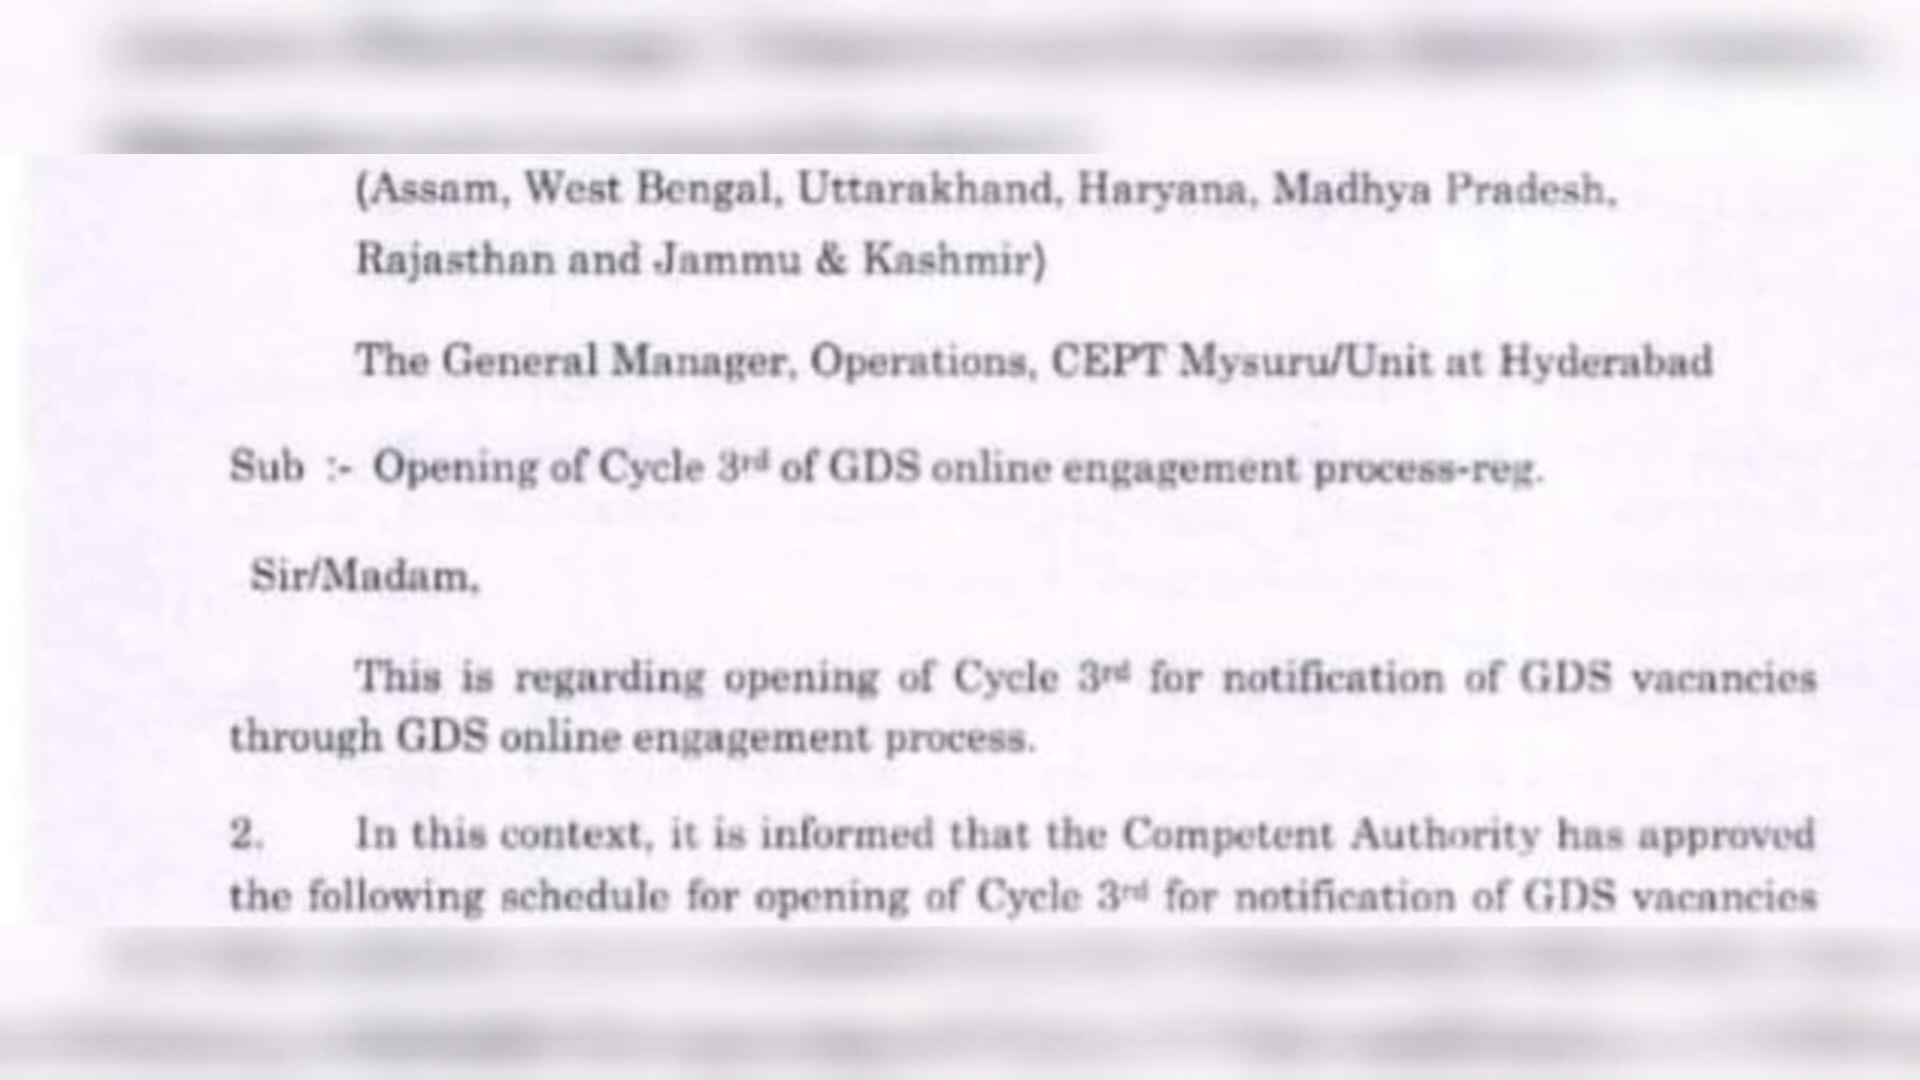 (Assam, West Bengal, Uttarakhand, Haryana, Madhya Pradesh,
Rajasthan and Jammu & Kashmir)
The General Manager, Operations, CEPT Mysuru/Unit at Hyderabad
Sub :- Opening of Cycle 3rd of GDS online engagement process-reg.
Sir/Madam,
This is regarding opening of Cycle 3rd for notification of GDS vacancies
through GDS online engagement process.
2. In this context, it is informed that the Competent Authority has approved
the following schedule for opening of Cycle 3rd for notification of GDS vacancies